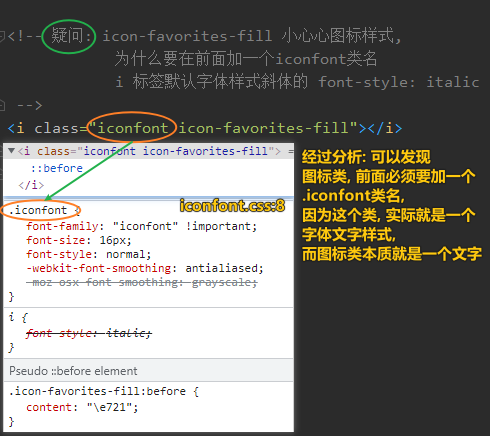 <!-- 疑问: icon-favorites-fill 小心心图标样式,
为什么要在前面加一个iconfont类名
i 标签默认字体样式斜体的 font-style: italic
-->
<i class="iconfont icon-favorites-fill"></i>
▼<i class="iconfont icon-favorites-fill"> =
::before
</i>
.iconfont {
iconfont.css:8
font-family: "iconfont" !important;
font-size: 16px;
font-style: normal;
-webkit-font-smoothing: antialiased;
-moz-osx-font-smoothing: grayscale;
}
i {
font-style: italic;
}
Pseudo ::before element
.icon-favorites-fill:before {
content: "\e721";
}
经过分析: 可以发现
图标类, 前面必须要加一个
.iconfont类名,
因为这个类, 实际就是一个
字体文字样式,
而图标类本质就是一个文字